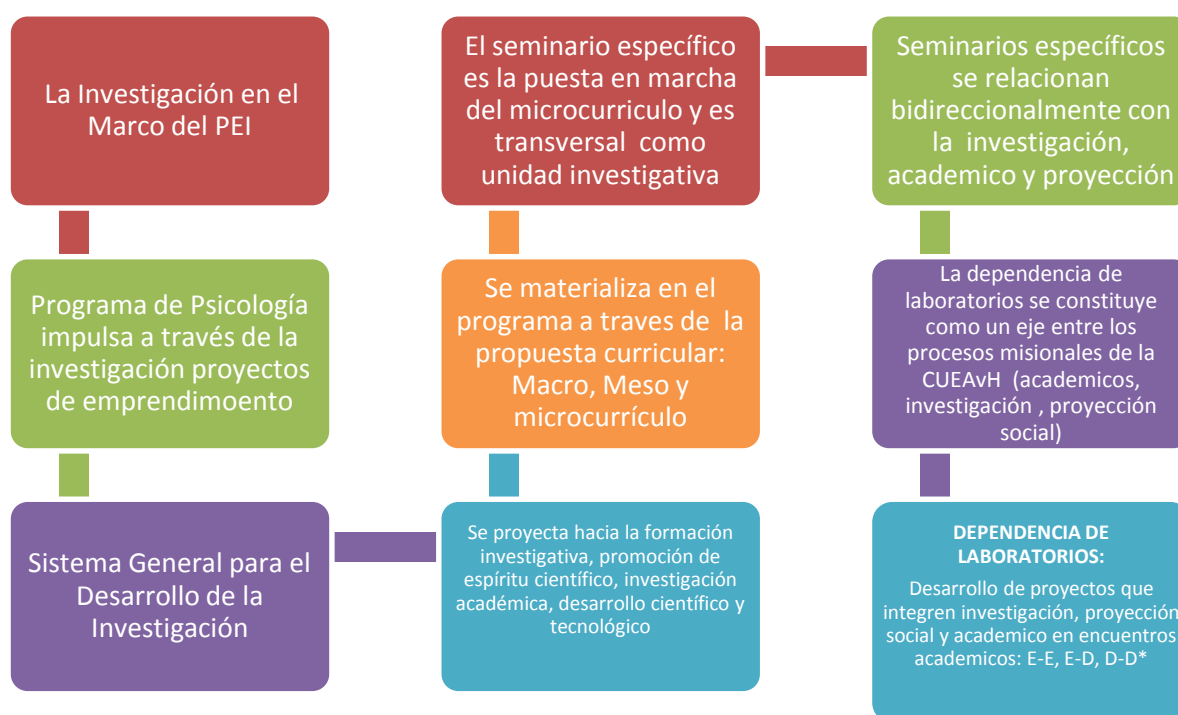 La Investigación en el
Marco del PEI
Programa de Psicología
impulsa a través de la
investigación proyectos
de emprendimoento
Sistema General para el
Desarrollo de la
Investigación
Se proyecta hacia la formación
investigativa, promoción de
espíritu científico, investigación
académica, desarrollo científico y
tecnológico
Se materializa en el
programa a traves de la
propuesta curricular:
Macro, Meso y
microcurrículo
El seminario específico
es la puesta en marcha
del microcurriculo y es
transversal como
unidad investigativa
Seminarios específicos
se relacionan
bidireccionalmente con
la investigación,
academico y proyección
La dependencia de
laboratorios se constituye
como un eje entre los
procesos misionales de la
CUEAvH (academicos,
investigación , proyección
social)
DEPENDENCIA DE
LABORATORIOS:
Desarrollo de proyectos que
integren investigación, proyección
social y academico en encuentros
academicos: E-E, E-D, D-D*